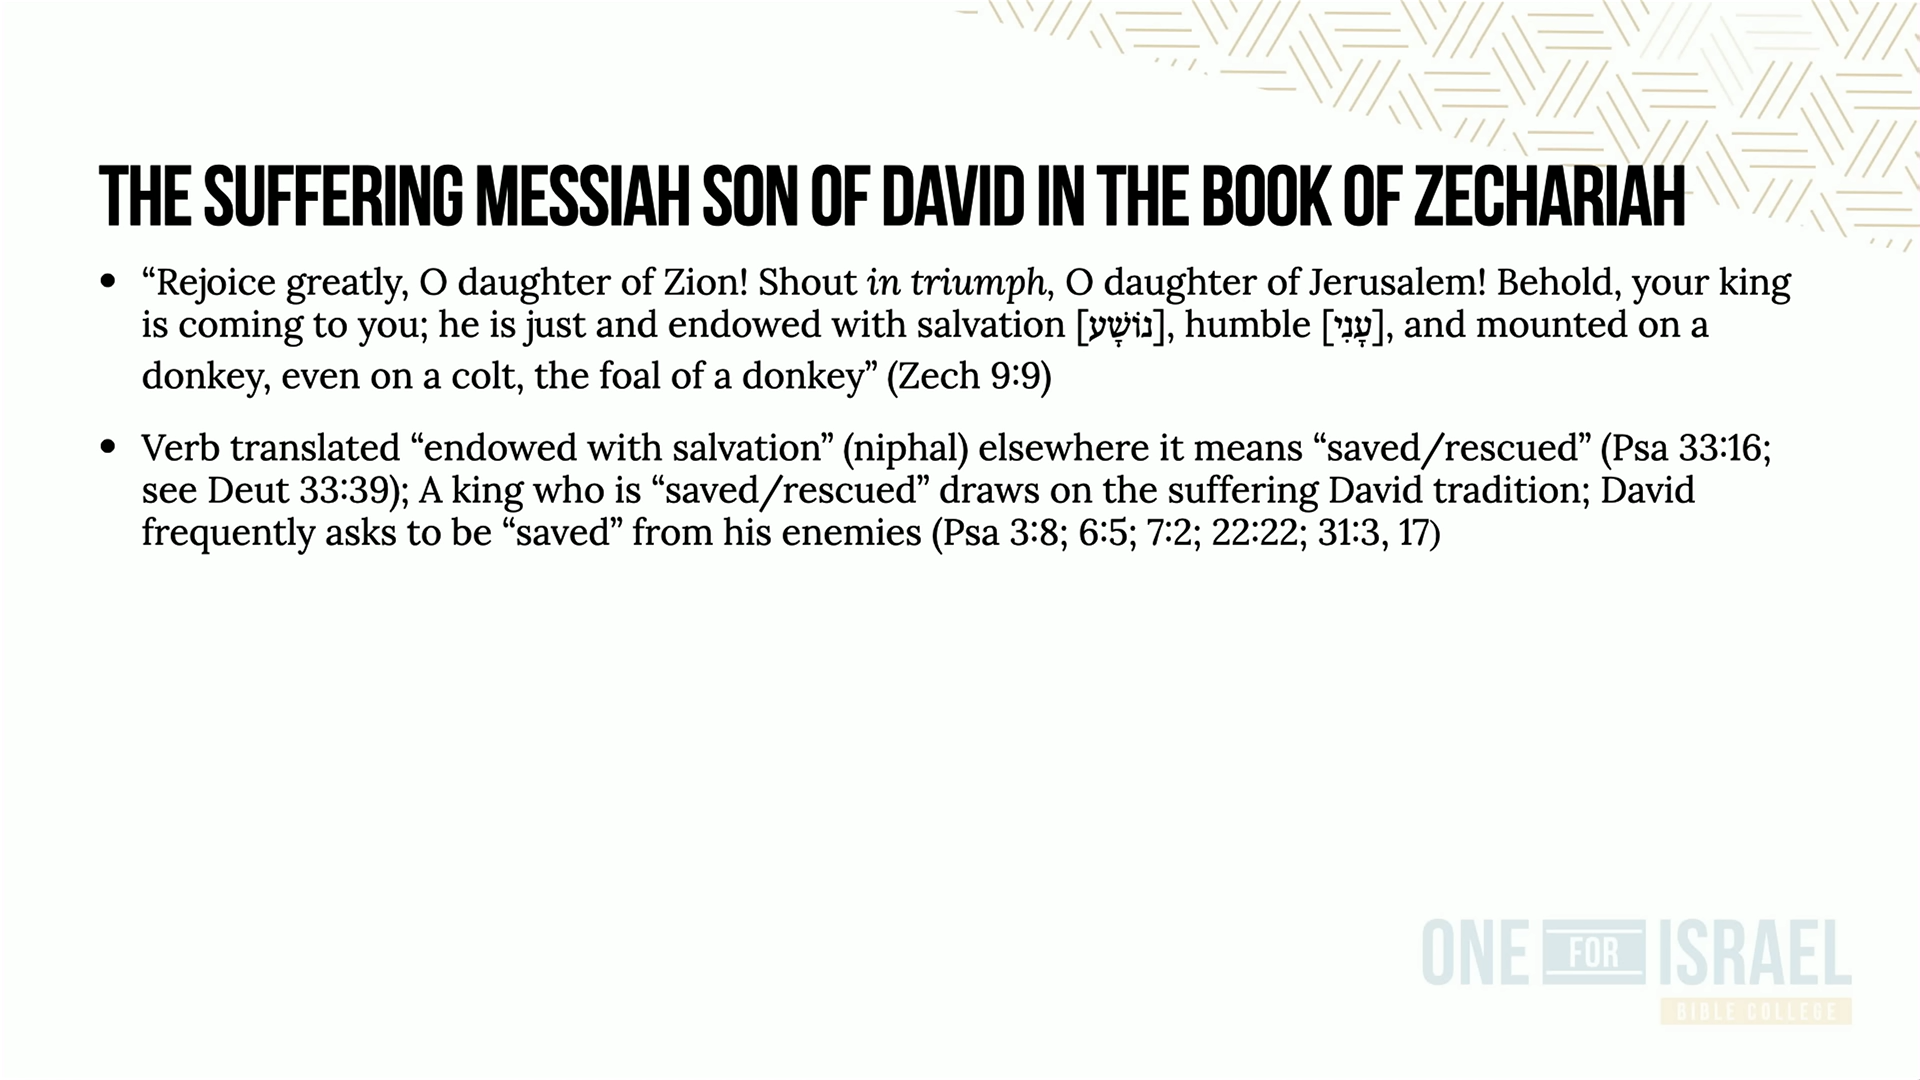 THE SUFFERING MESSIAH SON OF DAVID IN THE BOOK OF ZECHARIAH
• “Rejoice greatly, O daughter of Zion! Shout in triumph, O daughter of Jerusalem! Behold, your king
is coming to you; he is just and endowed with salvation [נוֹשָׁע], humble [עָנִי], and mounted on a
donkey, even on a colt, the foal of a donkey” (Zech 9:9)
• Verb translated “endowed with salvation” (niphal) elsewhere it means “saved/rescued” (Psa 33:16;
see Deut 33:39); A king who is “saved/rescued” draws on the suffering David tradition; David
frequently asks to be “saved” from his enemies (Psa 3:8; 6:5; 7:2; 22:22; 31:3, 17)
ONE FOR ISRAEL
BIBLE COLLEGE